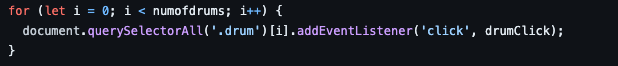 for (let i = 0; i < numofdrums; i++) {
  document.querySelectorAll('.drum')[i].addEventListener('click', drumClick);
}